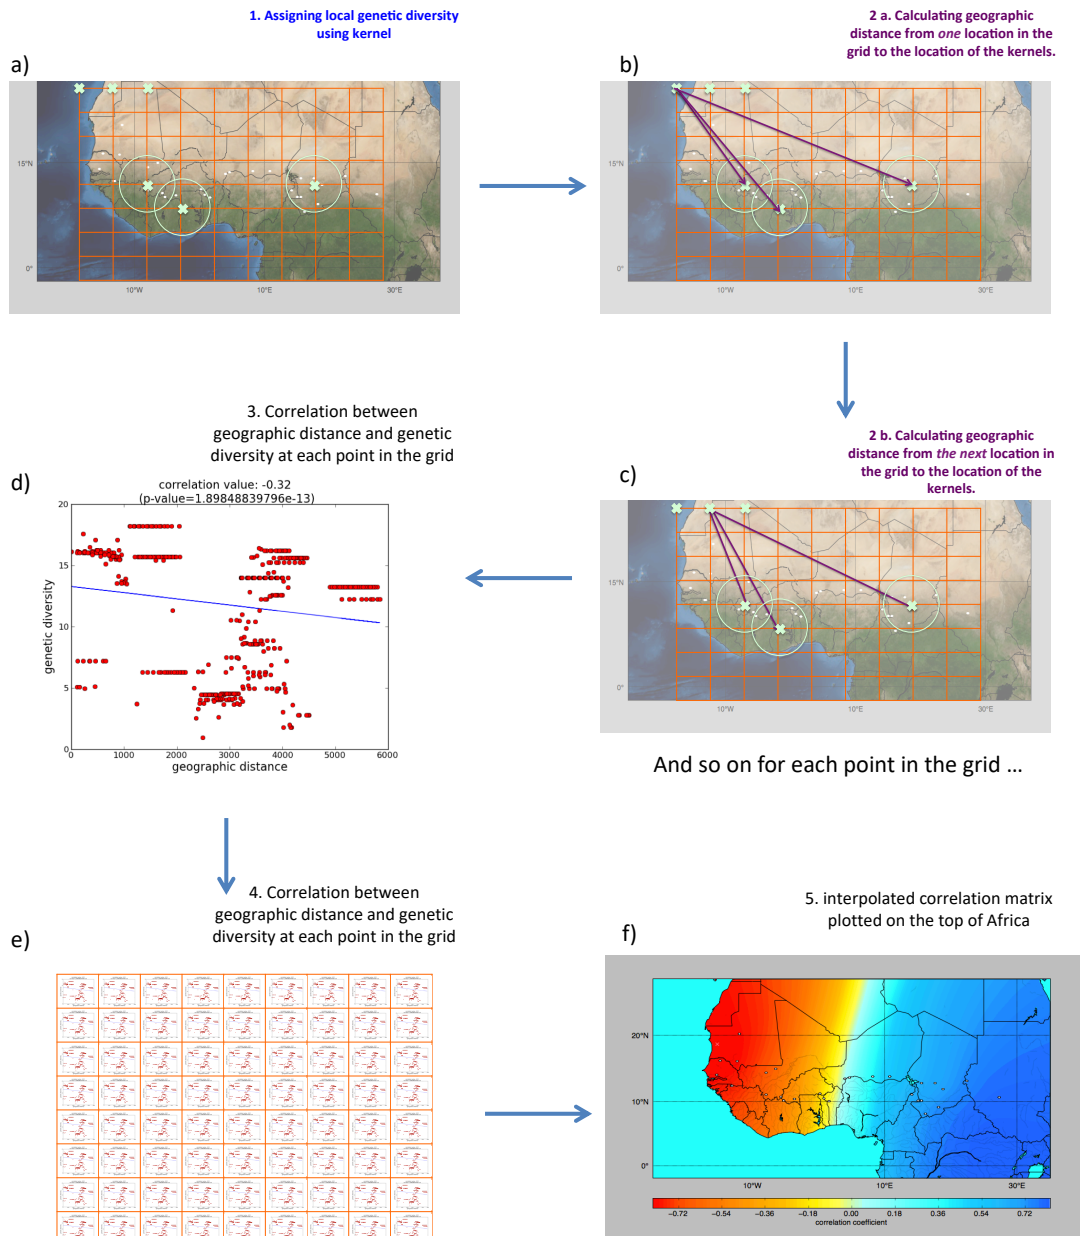 1. Assigning local genetic diversity
using kernel
a)
15°N
0°
10°W
10°E
30°E
2 a. Calculating geographic
distance from one location in the
grid to the location of the kernels.
b)
15°N
0°
10°W
10°E
30°E
2 b. Calculating geographic
distance from the next location in
the grid to the location of the
kernels.
c)
15°N
0°
10°W
10°E
30°E
And so on for each point in the grid ...
3. Correlation between
geographic distance and genetic
diversity at each point in the grid
d)
correlation value: -0.32
(p-value=1.89848839796e-13)
20
15
10
5
0
genetic diversity
0 1000 2000 3000 4000 5000 6000
geographic distance
4. Correlation between
geographic distance and genetic
diversity at each point in the grid
e)
5. interpolated correlation matrix
plotted on the top of Africa
f)
20°N
10°N
0°
10°W
10°E
30°E
−0.72 −0.54 −0.36 −0.18 0.00 0.18 0.36 0.54 0.72
correlation coefficient